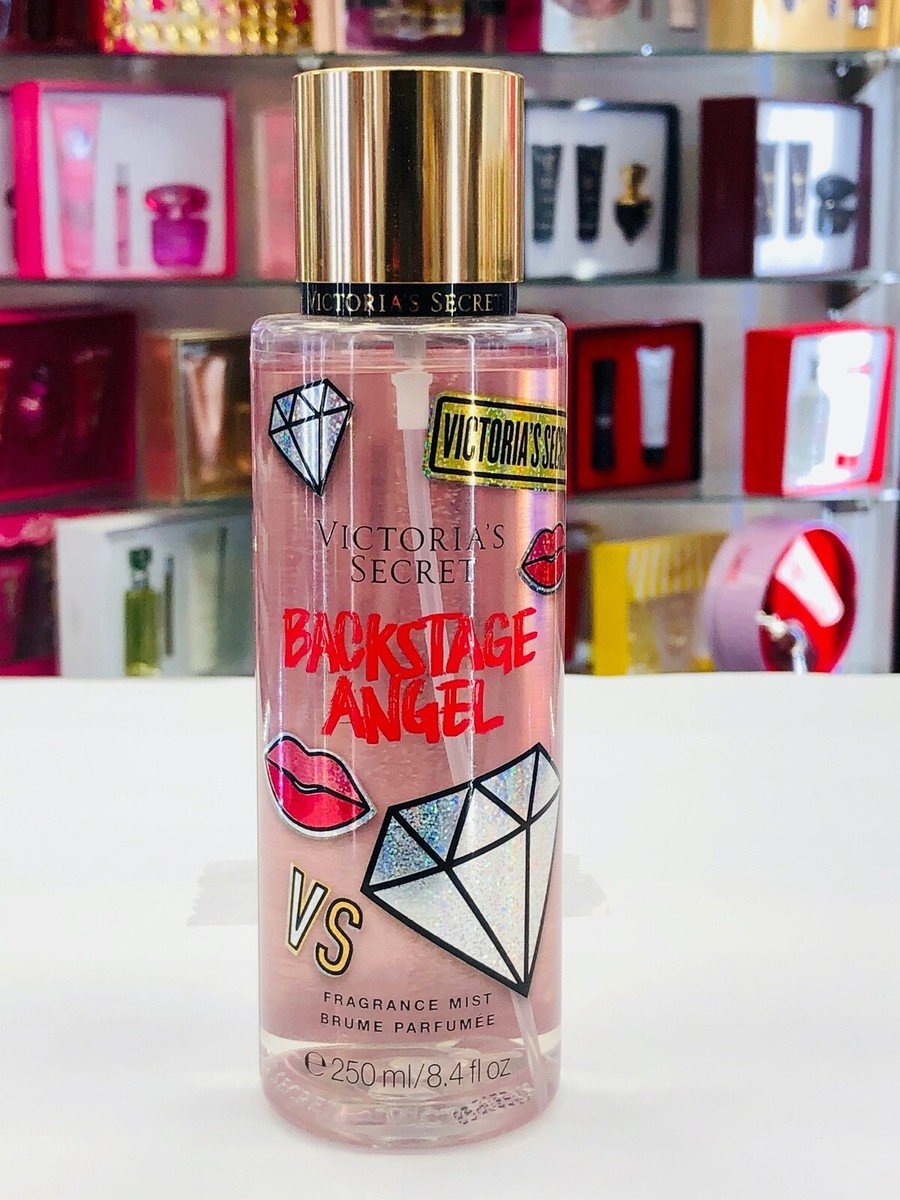 VICTORIA'S SECRET
VICTORIA'S SEC
VICTORIA'S
SECRET
BACKSTAGE
ANGEL
VS
FRAGRANCE MIST
BRUME PARFUMÉE
℮ 250 ml/8.4 fl oz